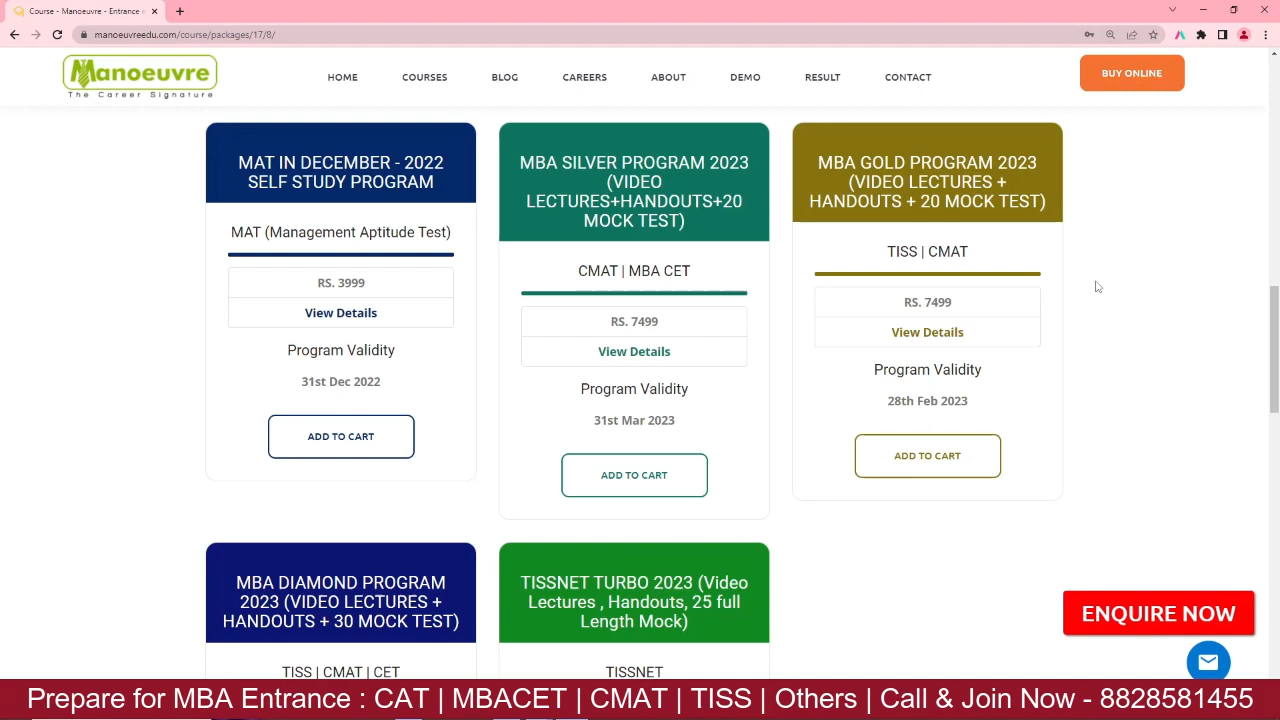 Course - Manoeuvre - Entrance
manoeuvreedu.com/course/packages/17/8/
Manoeuvre
The Career Signature
HOME
COURSES
BLOG
CAREERS
ABOUT
DEMO
RESULT
CONTACT
BUY ONLINE
MAT IN DECEMBER - 2022
SELF STUDY PROGRAM
MAT (Management Aptitude Test)
RS. 3999
View Details
Program Validity
31st Dec 2022
ADD TO CART
MBA SILVER PROGRAM 2023
(VIDEO
LECTURES+HANDOUTS+20
MOCK TEST)
CMAT | MBA CET
RS. 7499
View Details
Program Validity
31st Mar 2023
ADD TO CART
MBA GOLD PROGRAM 2023
(VIDEO LECTURES +
HANDOUTS + 20 MOCK TEST)
TISS | CMAT
RS. 7499
View Details
Program Validity
28th Feb 2023
ADD TO CART
MBA DIAMOND PROGRAM
2023 (VIDEO LECTURES +
HANDOUTS + 30 MOCK TEST)
TISS | CMAT | CET
TISSNET TURBO 2023 (Video
Lectures , Handouts, 25 full
Length Mock)
TISSNET
ENQUIRE NOW
Prepare for MBA Entrance : CAT | MBACET | CMAT | TISS | Others | Call & Join Now - 8828581455